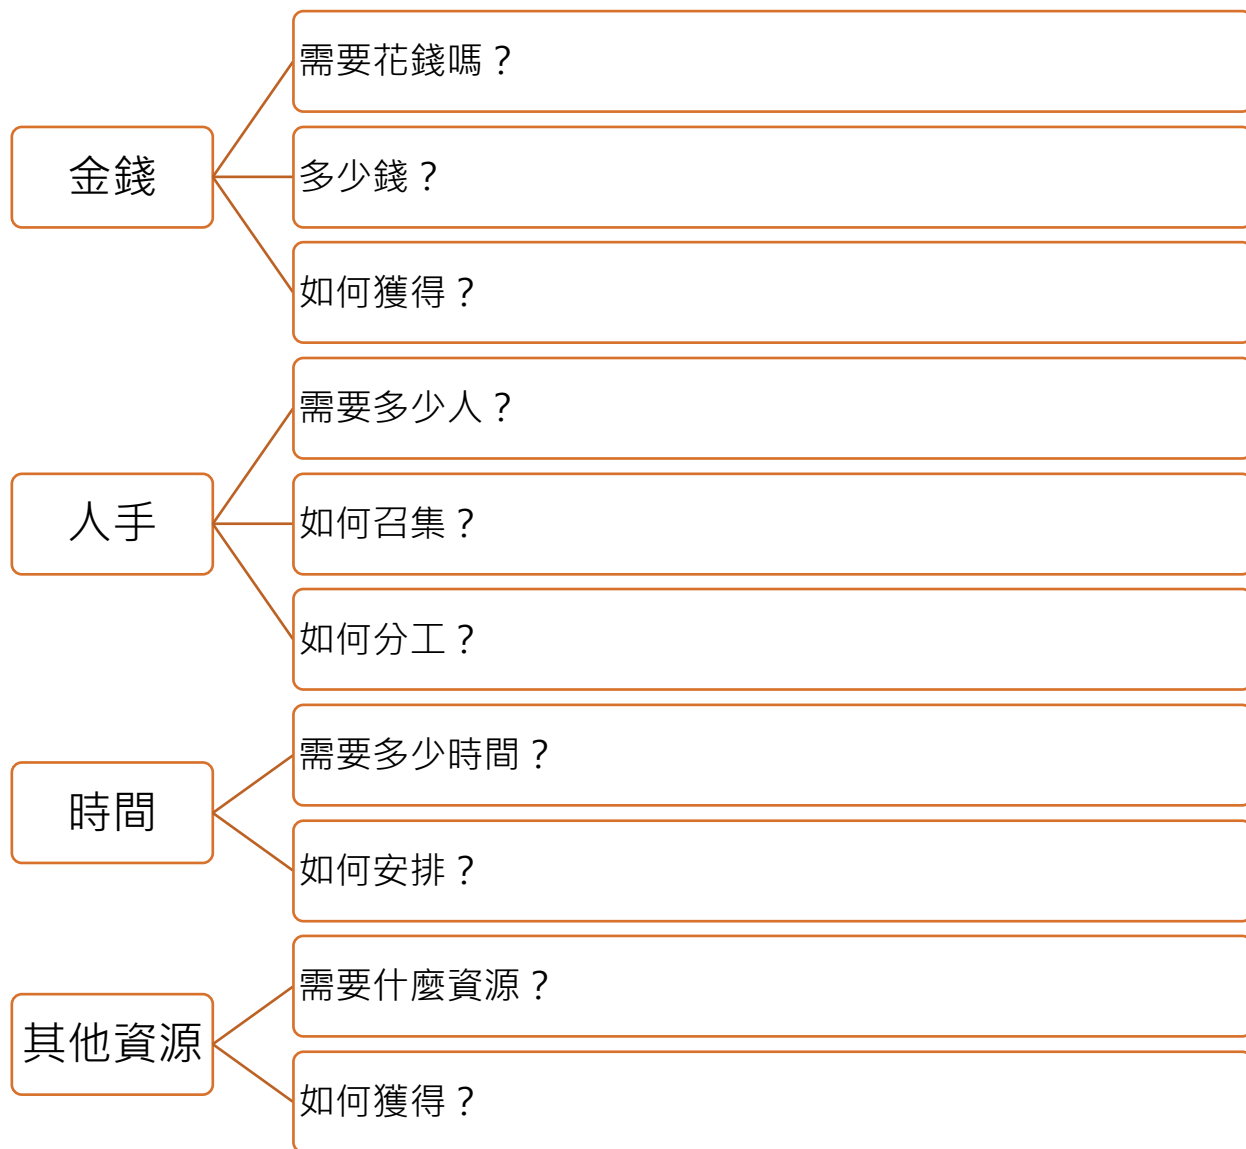 金錢
需要花錢嗎？
多少錢？
如何獲得？
人手
需要多少人？
如何召集？
如何分工？
時間
需要多少時間？
如何安排？
其他資源
需要什麼資源？
如何獲得？